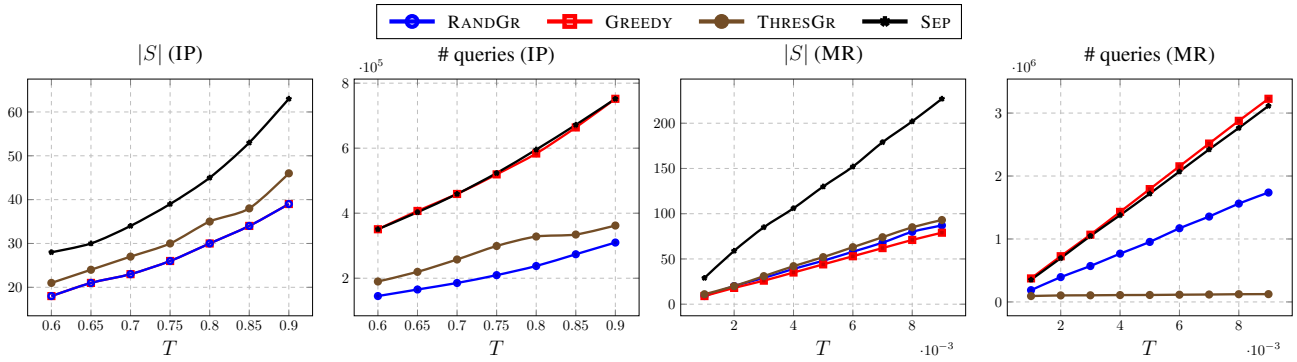 RANDGR GREEDY THRESGR SEP
|S| (IP)
60
50
40
30
20
0.6 0.65 0.7 0.75 0.8 0.85 0.9
T
# queries (IP)
·10^5
8
6
4
2
0.6 0.65 0.7 0.75 0.8 0.85 0.9
T
|S| (MR)
200
150
100
50
0
2 4 6 8
·10^-3
T
# queries (MR)
·10^6
3
2
1
0
2 4 6 8
·10^-3
T